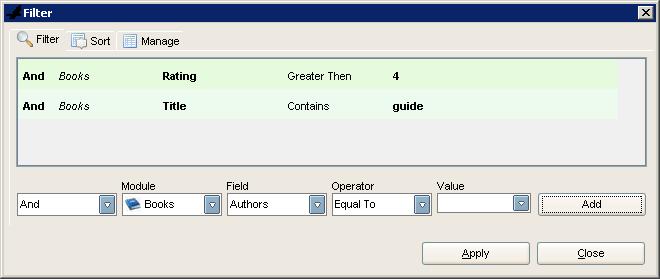 Filter
Filter Sort Manage
And Books Rating Greater Then 4
And Books Title Contains guide
Module Field Operator Value
And Books Authors Equal To Add
Apply Close